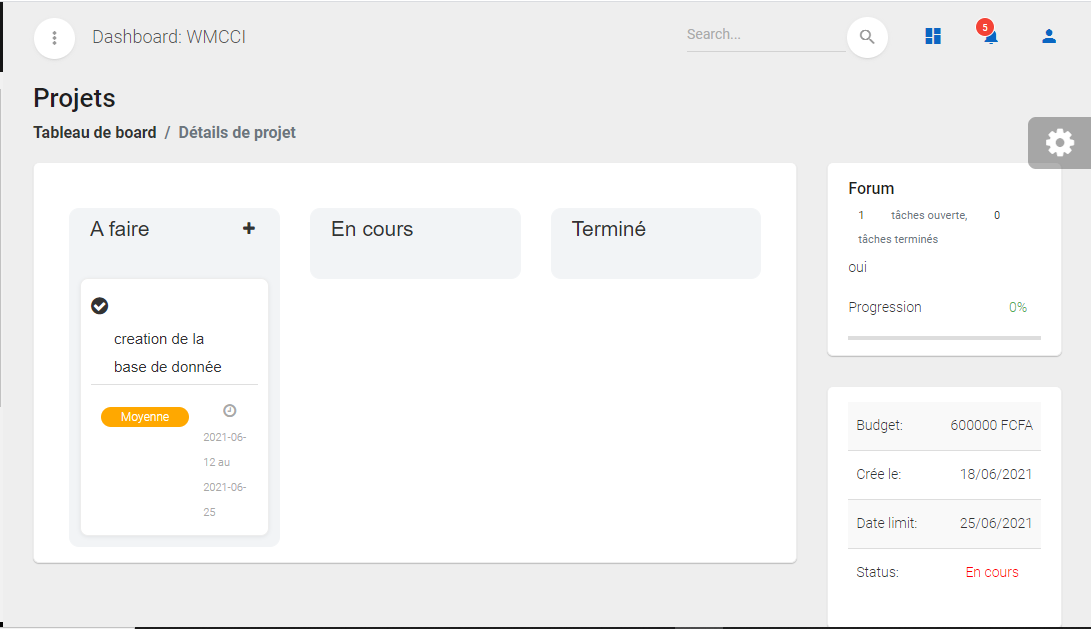 Dashboard: WMCCI
Search...
5
Projets
Tableau de board / Détails de projet
A faire +
En cours
Terminé
creation de la
base de donnée
Moyenne
2021-06-
12 au
2021-06-
25
Forum
1 tâches ouverte, 0
tâches terminés
oui
Progression 0%
Budget: 600000 FCFA
Crée le: 18/06/2021
Date limit: 25/06/2021
Status: En cours